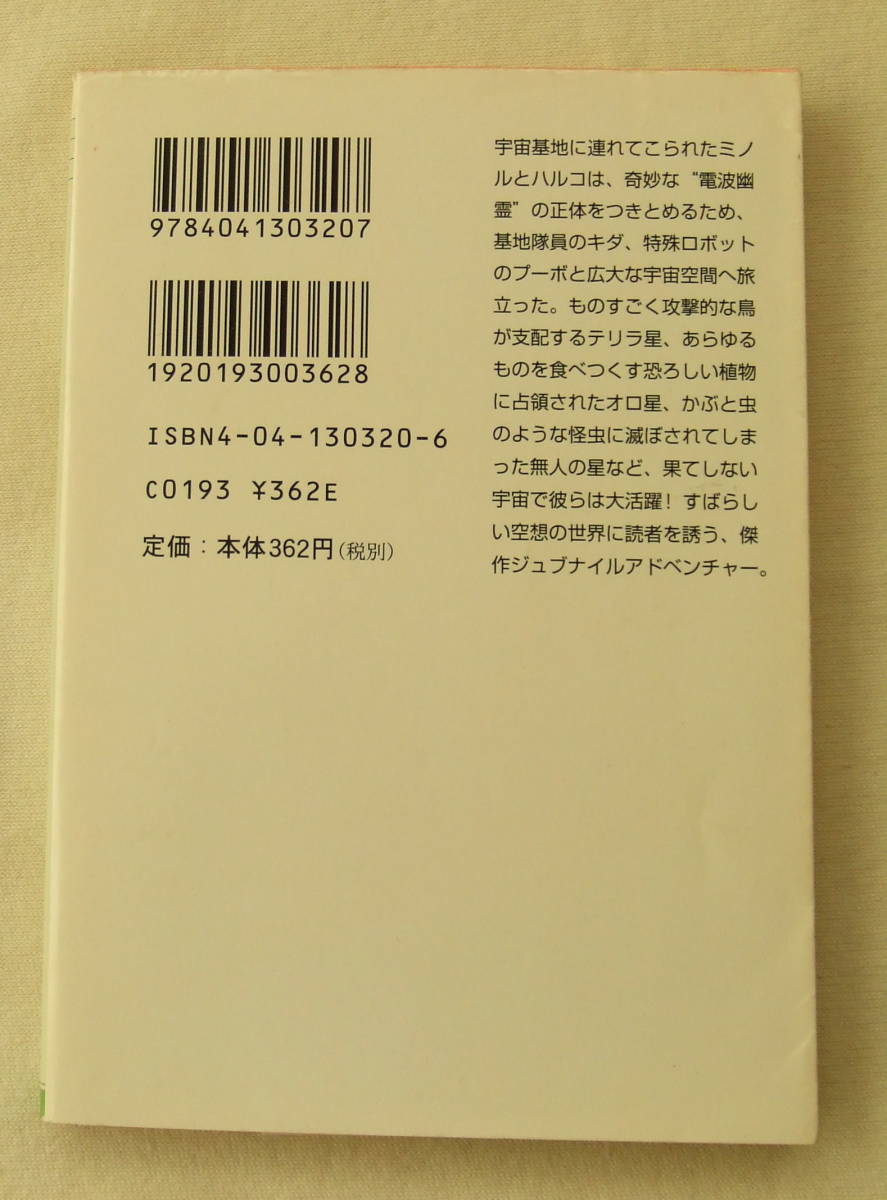 9784041303207
1920193003628
ISBN4-04-130320-6
C0193 ¥362E
定価：本体362円（税別）
宇宙基地に連れてこられたミノ
ルとハルコは、奇妙な“電波幽
霊”の正体をつきとめるため、
基地隊員のキダ、特殊ロボット
のプーボと広大な宇宙空間へ旅
立った。ものすごく攻撃的な鳥
が支配するテリラ星、あらゆる
ものを食べつくす恐ろしい植物
に占領されたオロ星、かぶと虫
のような怪虫に滅ぼされてしま
った無人の星など、果てしない
宇宙で彼らは大活躍！すばらし
い空想の世界に読者を誘う、傑
作ジュブナイルアドベンチャー。